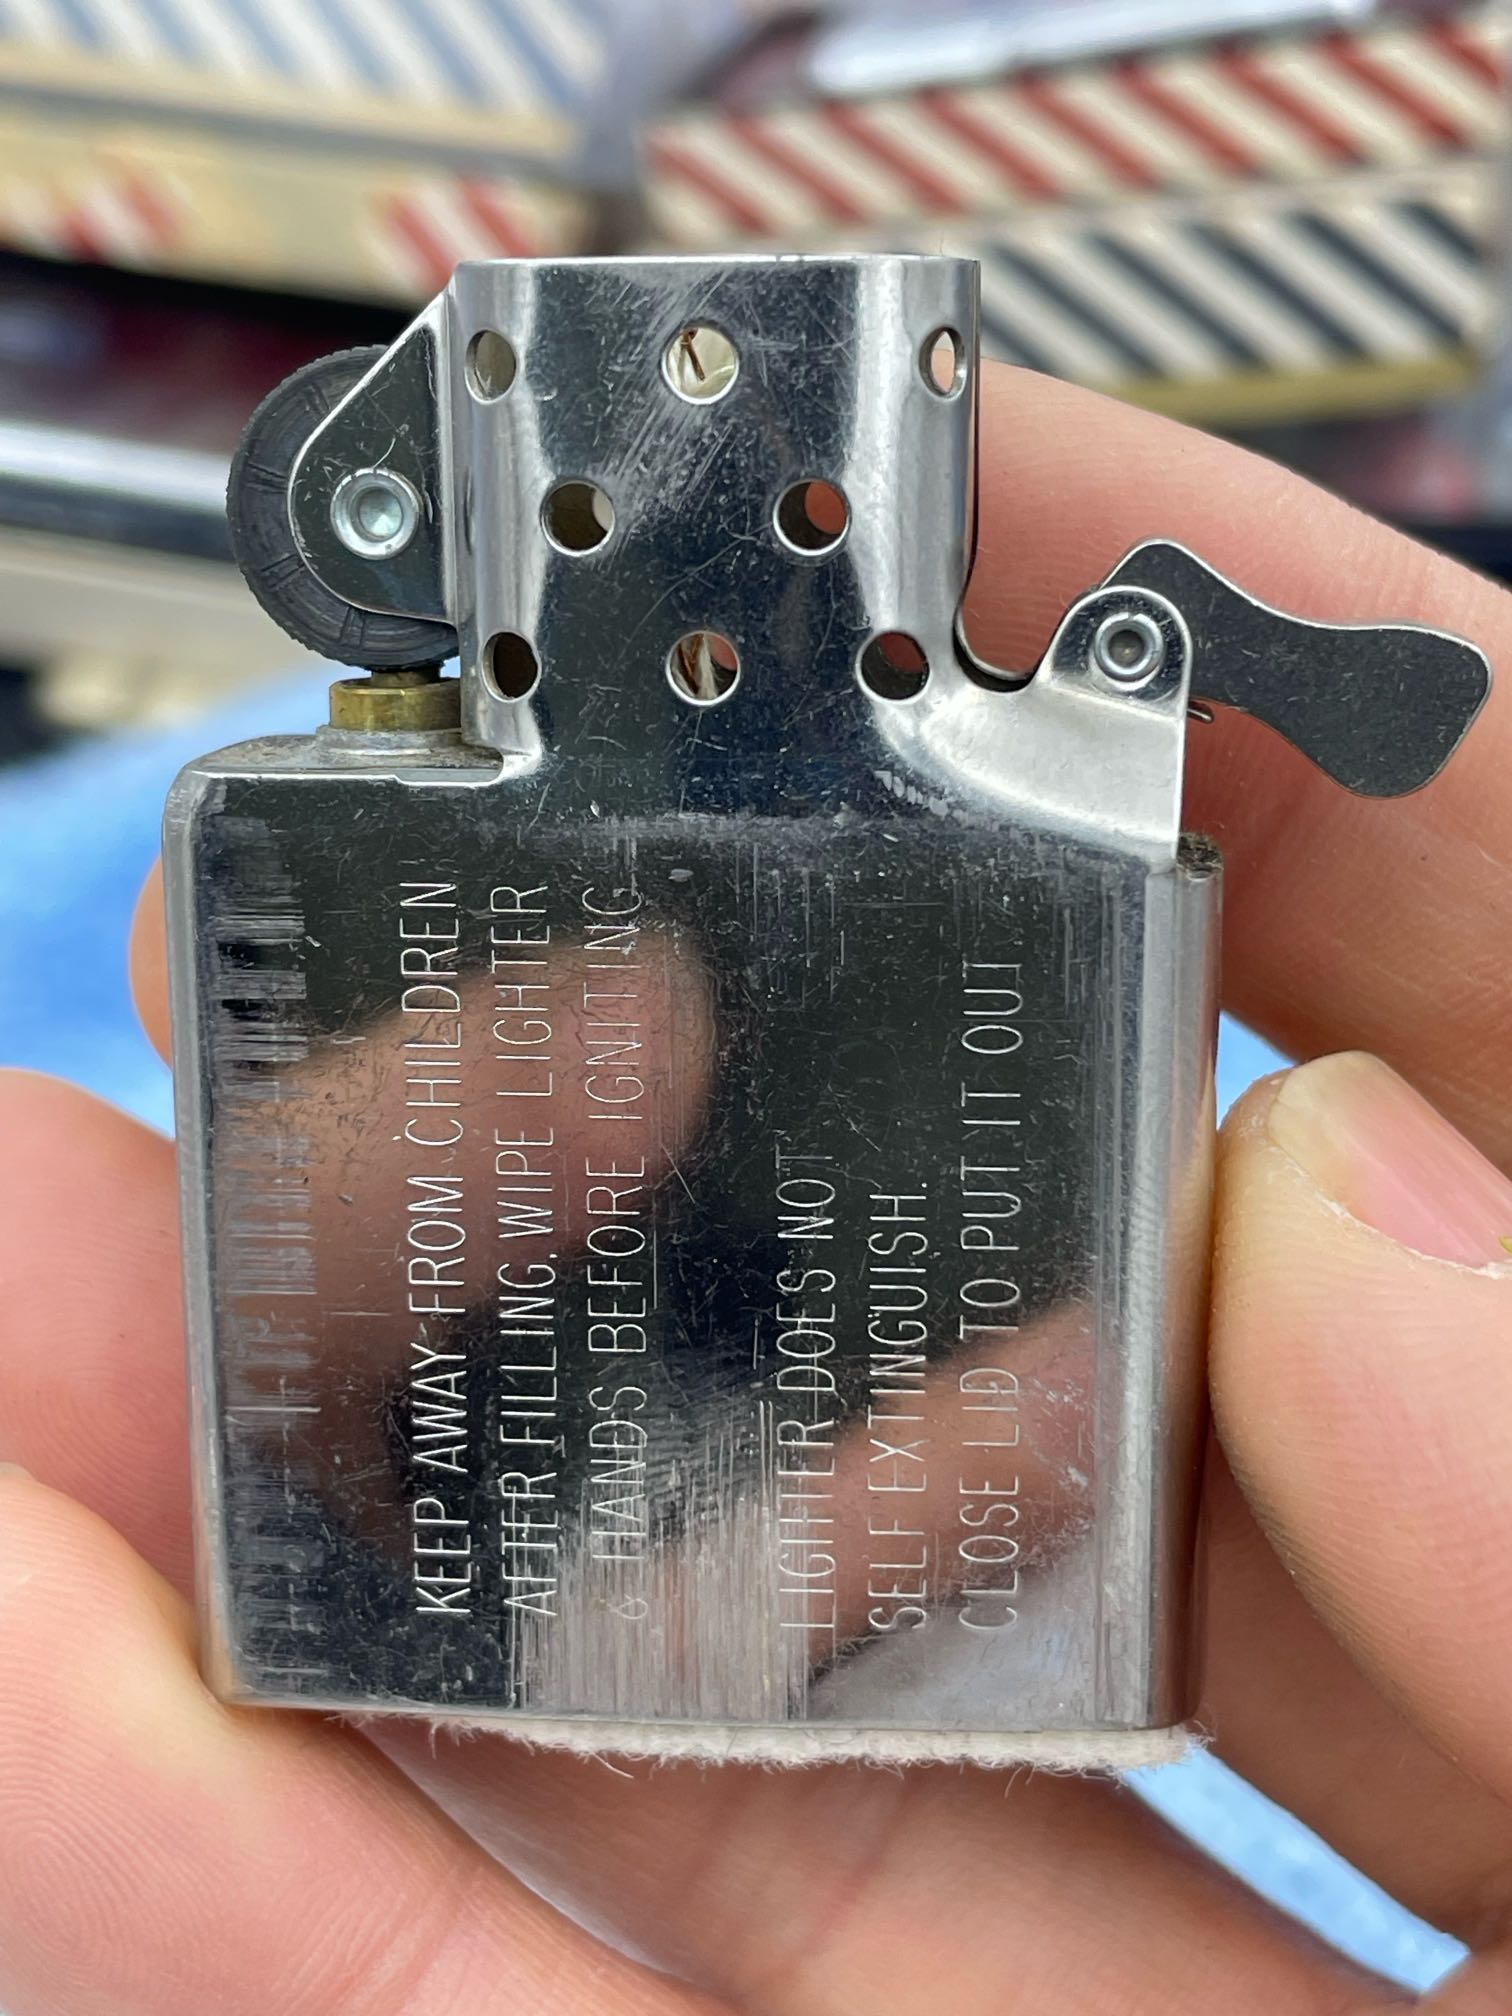 KEEP AWAY FROM CHILDREN
AFTER FILLING, WIPE LIGHTER
& HANDS BEFORE IGNITING
LIGHTER DOES NOT
SELF EXTINGUISH.
CLOSE LID TO PUT IT OUT